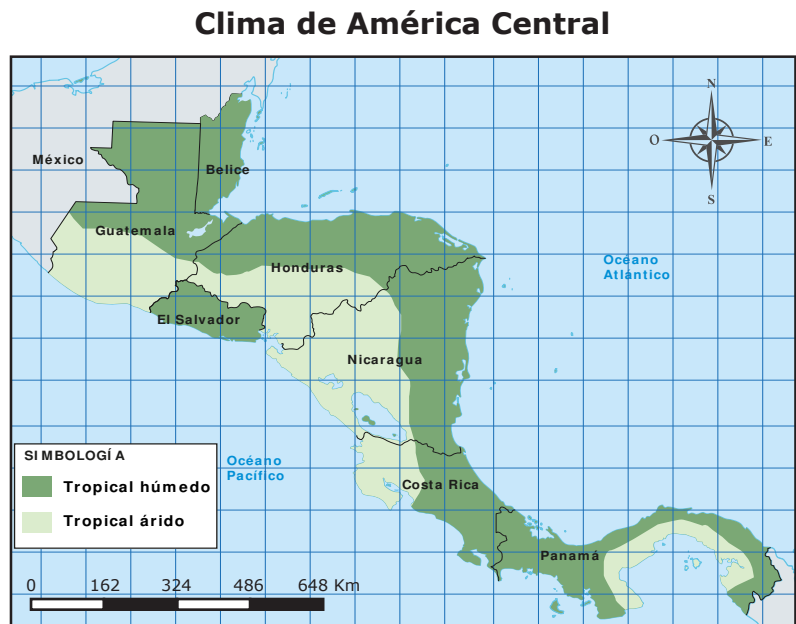 Clima de América Central
N
O
E
S
México
Belice
Guatemala
Honduras
Océano
Atlántico
El Salvador
Nicaragua
SIMBOLOGÍA
Tropical húmedo
Tropical árido
Océano
Pacífico
Costa Rica
Panamá
0 162 324 486 648 Km